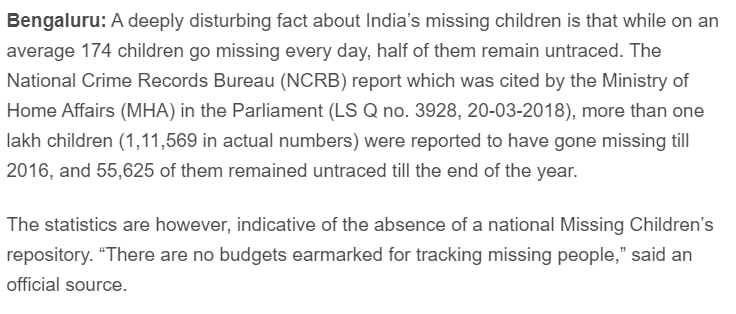 Bengaluru: A deeply disturbing fact about India’s missing children is that while on an
average 174 children go missing every day, half of them remain untraced. The
National Crime Records Bureau (NCRB) report which was cited by the Ministry of
Home Affairs (MHA) in the Parliament (LS Q no. 3928, 20-03-2018), more than one
lakh children (1,11,569 in actual numbers) were reported to have gone missing till
2016, and 55,625 of them remained untraced till the end of the year.
The statistics are however, indicative of the absence of a national Missing Children’s
repository. “There are no budgets earmarked for tracking missing people,” said an
official source.